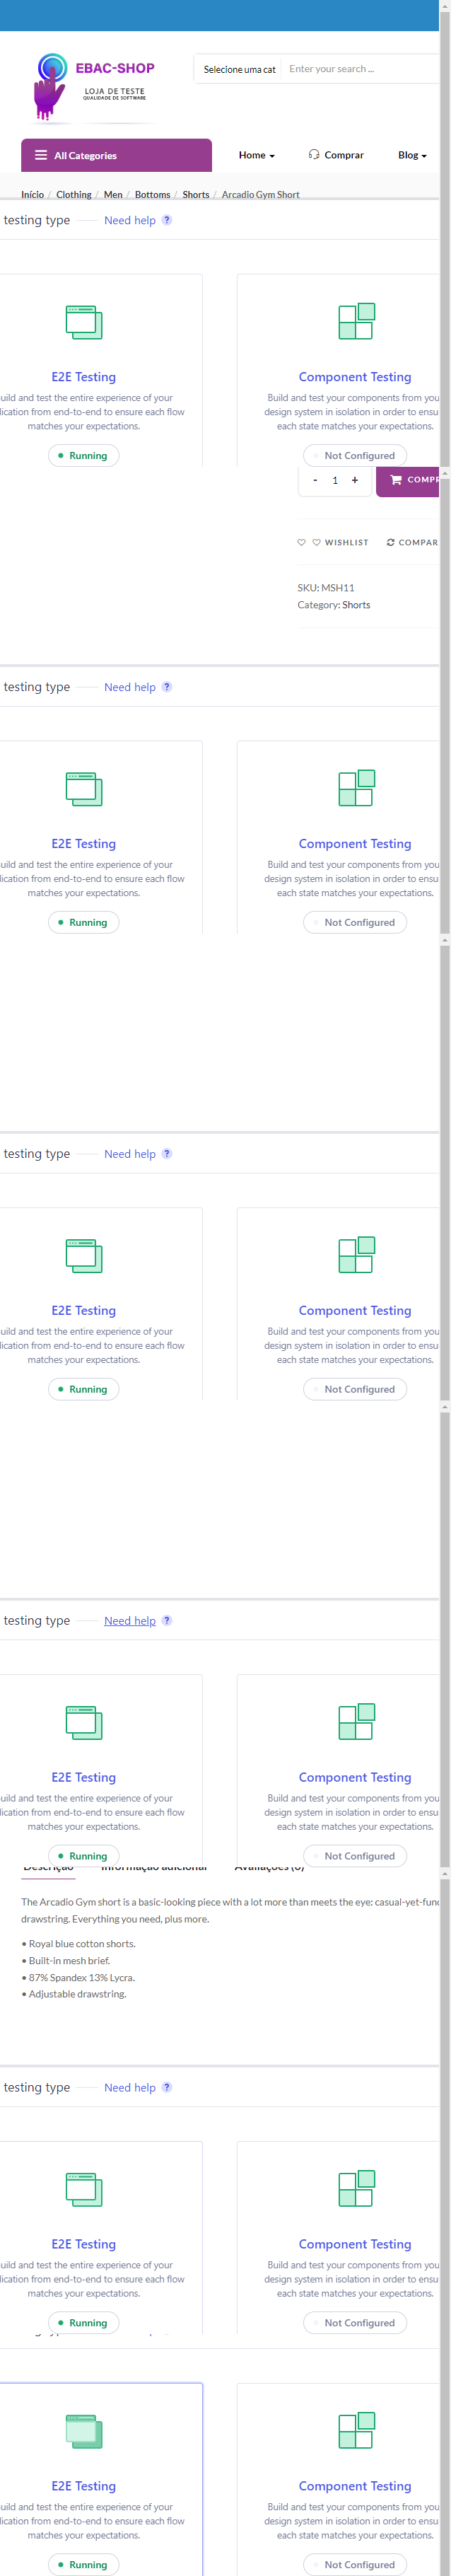 EBAC-SHOP
LOJA DE TESTE
QUALIDADE DE SOFTWARE
Selecione uma cat
Enter your search ...
All Categories
Home
Comprar
Blog
Início / Clothing / Men / Bottoms / Shorts / Arcadio Gym Short
testing type
Need help ?
E2E Testing
Component Testing
uild and test the entire experience of your
Build and test your components from you
lication from end-to-end to ensure each flow
design system in isolation in order to ensu
matches your expectations.
each state matches your expectations.
Running
Not Configured
- 1 +
COMPR
WISHLIST
COMPAR
SKU: MSH11
Category: Shorts
testing type
Need help ?
E2E Testing
Component Testing
uild and test the entire experience of your
Build and test your components from you
lication from end-to-end to ensure each flow
design system in isolation in order to ensu
matches your expectations.
each state matches your expectations.
Running
Not Configured
testing type
Need help ?
E2E Testing
Component Testing
uild and test the entire experience of your
Build and test your components from you
lication from end-to-end to ensure each flow
design system in isolation in order to ensu
matches your expectations.
each state matches your expectations.
Running
Not Configured
testing type
Need help ?
E2E Testing
Component Testing
uild and test the entire experience of your
Build and test your components from you
lication from end-to-end to ensure each flow
design system in isolation in order to ensu
matches your expectations.
each state matches your expectations.
Running
Not Configured
Descrição
Informação adicional
Avaliações (0)
The Arcadio Gym short is a basic-looking piece with a lot more than meets the eye: casual-yet-func
drawstring. Everything you need, plus more.
• Royal blue cotton shorts.
• Built-in mesh brief.
• 87% Spandex 13% Lycra.
• Adjustable drawstring.
testing type
Need help ?
E2E Testing
Component Testing
uild and test the entire experience of your
Build and test your components from you
lication from end-to-end to ensure each flow
design system in isolation in order to ensu
matches your expectations.
each state matches your expectations.
Running
Not Configured
E2E Testing
Component Testing
uild and test the entire experience of your
Build and test your components from you
lication from end-to-end to ensure each flow
design system in isolation in order to ensu
matches your expectations.
each state matches your expectations.
Running
Not Configured